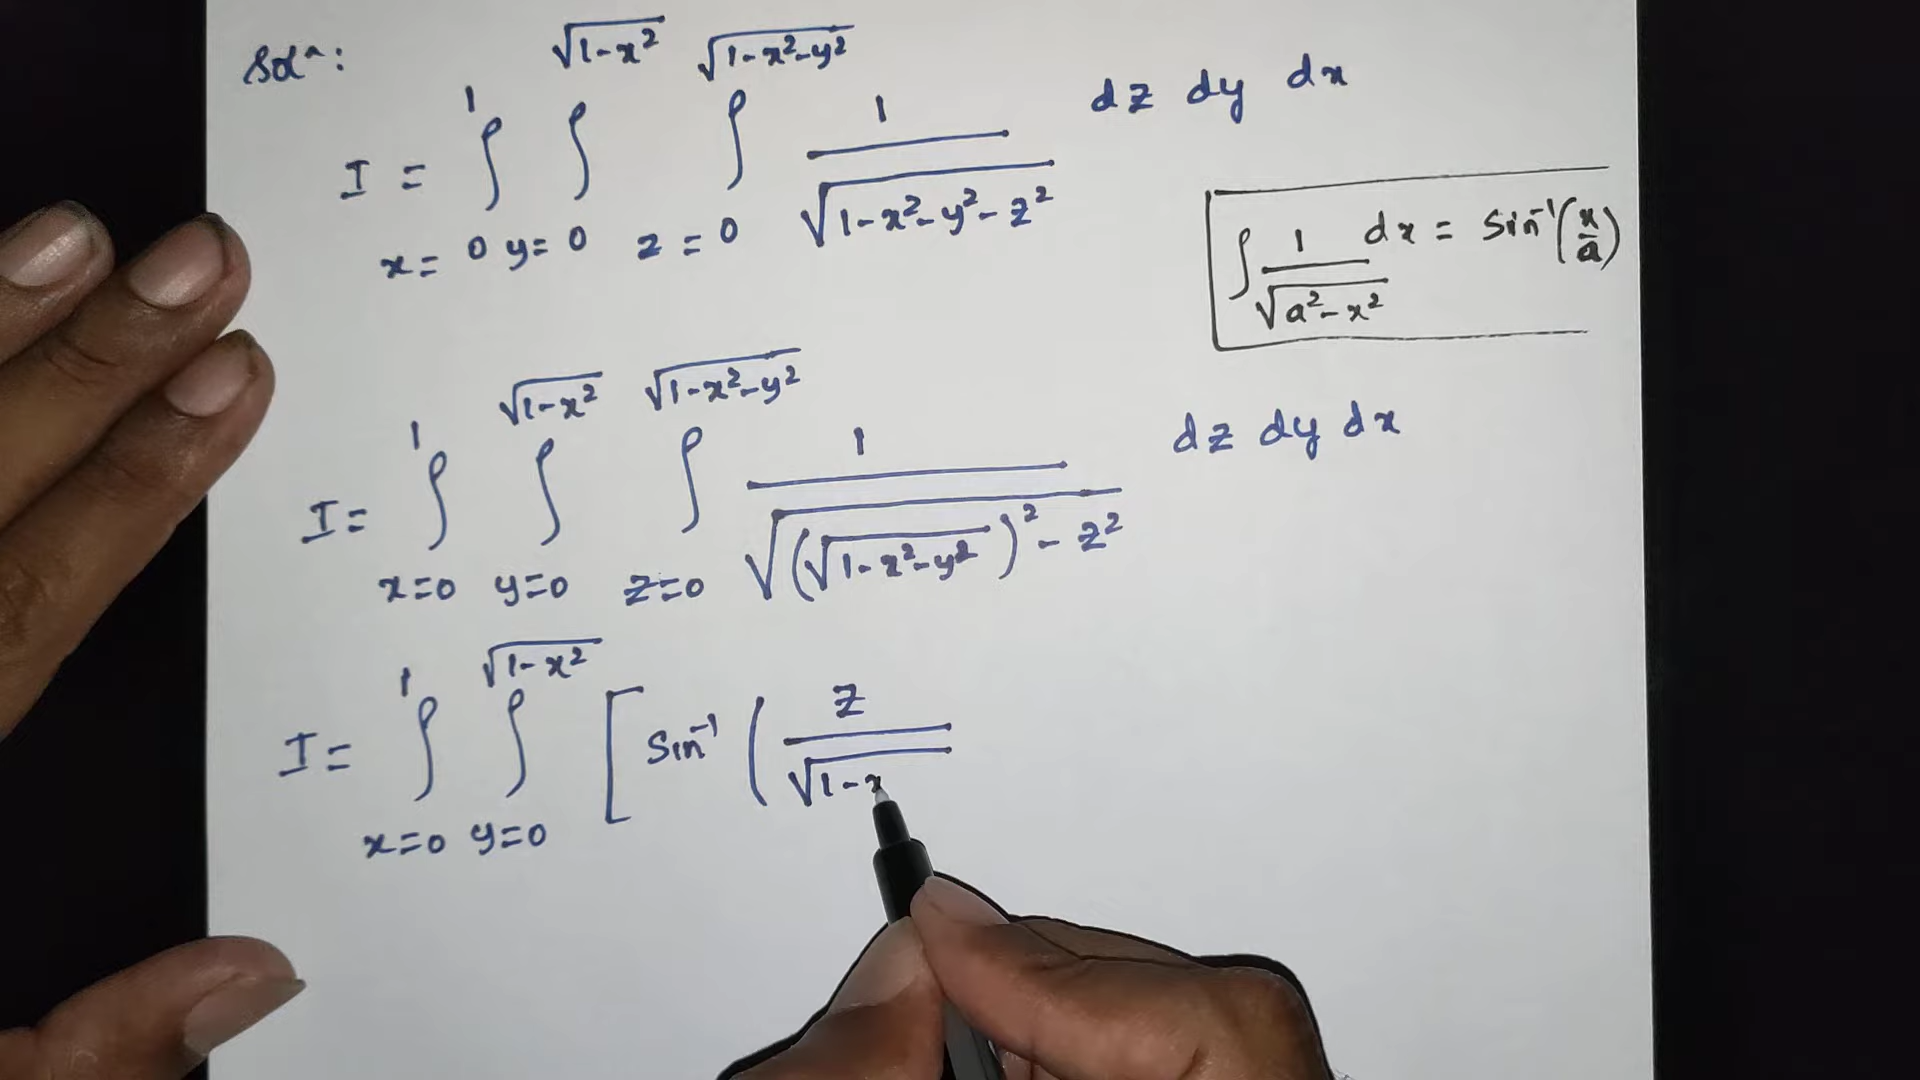 Solⁿ:
I = ∫_{x=0}^{1} ∫_{y=0}^{√(1-x²)} ∫_{z=0}^{√(1-x²-y²)} 1/√(1-x²-y²-z²) dz dy dx
∫ 1/√(a²-x²) dx = Sin⁻¹(x/a)
I = ∫_{x=0}^{1} ∫_{y=0}^{√(1-x²)} ∫_{z=0}^{√(1-x²-y²)} 1/√((√(1-x²-y²))²-z²) dz dy dx
I = ∫_{x=0}^{1} ∫_{y=0}^{√(1-x²)} [Sin⁻¹(z/√(1-x